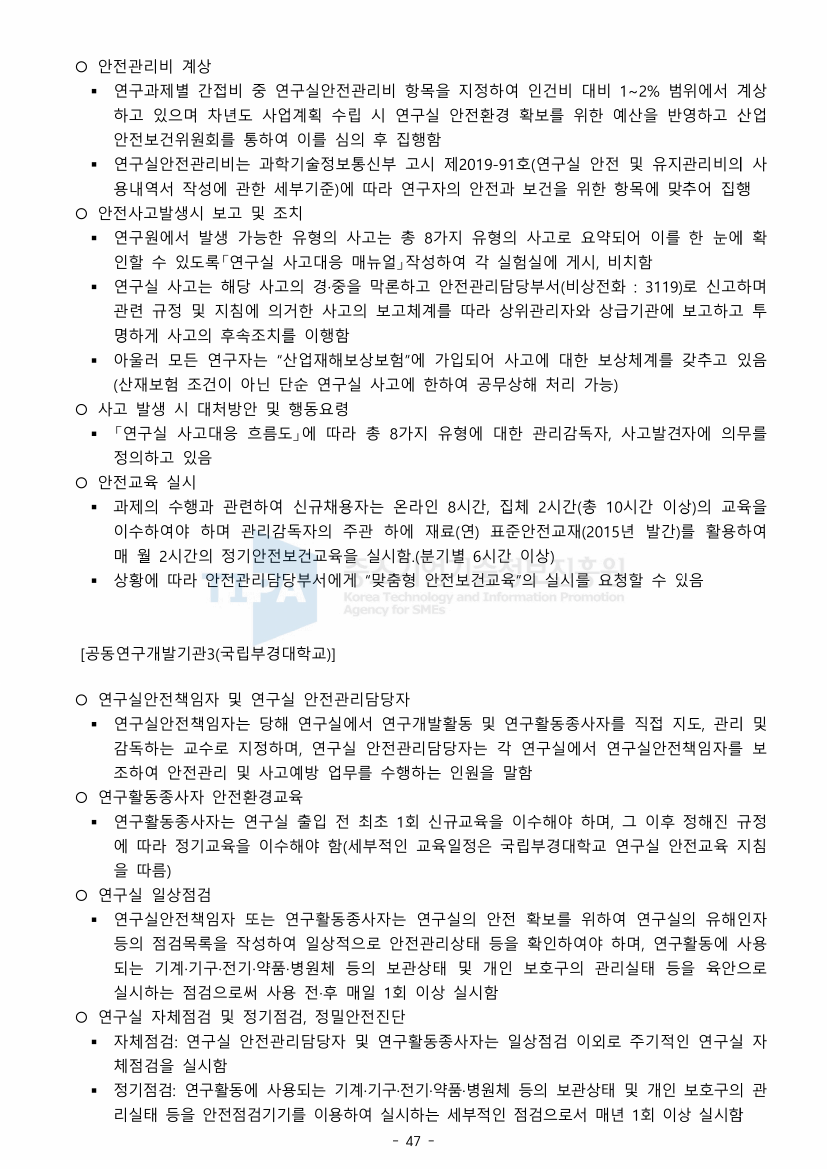 ○ 안전관리비 계상
▪ 연구과제별 간접비 중 연구실안전관리비 항목을 지정하여 인건비 대비 1~2% 범위에서 계상
하고 있으며 차년도 사업계획 수립 시 연구실 안전환경 확보를 위한 예산을 반영하고 산업
안전보건위원회를 통하여 이를 심의 후 집행함
▪ 연구실안전관리비는 과학기술정보통신부 고시 제2019-91호(연구실 안전 및 유지관리비의 사
용내역서 작성에 관한 세부기준)에 따라 연구자의 안전과 보건을 위한 항목에 맞추어 집행
○ 안전사고발생시 보고 및 조치
▪ 연구원에서 발생 가능한 유형의 사고는 총 8가지 유형의 사고로 요약되어 이를 한 눈에 확
인할 수 있도록「연구실 사고대응 매뉴얼」작성하여 각 실험실에 게시, 비치함
▪ 연구실 사고는 해당 사고의 경·중을 막론하고 안전관리담당부서(비상전화 : 3119)로 신고하며
관련 규정 및 지침에 의거한 사고의 보고체계를 따라 상위관리자와 상급기관에 보고하고 투
명하게 사고의 후속조치를 이행함
▪ 아울러 모든 연구자는 “산업재해보상보험”에 가입되어 사고에 대한 보상체계를 갖추고 있음
(산재보험 조건이 아닌 단순 연구실 사고에 한하여 공무상해 처리 가능)
○ 사고 발생 시 대처방안 및 행동요령
▪ 「연구실 사고대응 흐름도」에 따라 총 8가지 유형에 대한 관리감독자, 사고발견자에 의무를
정의하고 있음
○ 안전교육 실시
▪ 과제의 수행과 관련하여 신규채용자는 온라인 8시간, 집체 2시간(총 10시간 이상)의 교육을
이수하여야 하며 관리감독자의 주관 하에 재료(연) 표준안전교재(2015년 발간)를 활용하여
매 월 2시간의 정기안전보건교육을 실시함.(분기별 6시간 이상)
▪ 상황에 따라 안전관리담당부서에게 “맞춤형 안전보건교육”의 실시를 요청할 수 있음
TIPA 중소기업기술정보진흥원
Korea Technology and Information Promotion
Agency for SMEs
[공동연구개발기관3(국립부경대학교)]
○ 연구실안전책임자 및 연구실 안전관리담당자
▪ 연구실안전책임자는 당해 연구실에서 연구개발활동 및 연구활동종사자를 직접 지도, 관리 및
감독하는 교수로 지정하며, 연구실 안전관리담당자는 각 연구실에서 연구실안전책임자를 보
조하여 안전관리 및 사고예방 업무를 수행하는 인원을 말함
○ 연구활동종사자 안전환경교육
▪ 연구활동종사자는 연구실 출입 전 최초 1회 신규교육을 이수해야 하며, 그 이후 정해진 규정
에 따라 정기교육을 이수해야 함(세부적인 교육일정은 국립부경대학교 연구실 안전교육 지침
을 따름)
○ 연구실 일상점검
▪ 연구실안전책임자 또는 연구활동종사자는 연구실의 안전 확보를 위하여 연구실의 유해인자
등의 점검목록을 작성하여 일상적으로 안전관리상태 등을 확인하여야 하며, 연구활동에 사용
되는 기계·기구·전기·약품·병원체 등의 보관상태 및 개인 보호구의 관리실태 등을 육안으로
실시하는 점검으로써 사용 전·후 매일 1회 이상 실시함
○ 연구실 자체점검 및 정기점검, 정밀안전진단
▪ 자체점검: 연구실 안전관리담당자 및 연구활동종사자는 일상점검 이외로 주기적인 연구실 자
체점검을 실시함
▪ 정기점검: 연구활동에 사용되는 기계·기구·전기·약품·병원체 등의 보관상태 및 개인 보호구의 관
리실태 등을 안전점검기기를 이용하여 실시하는 세부적인 점검으로서 매년 1회 이상 실시함
- 47 -